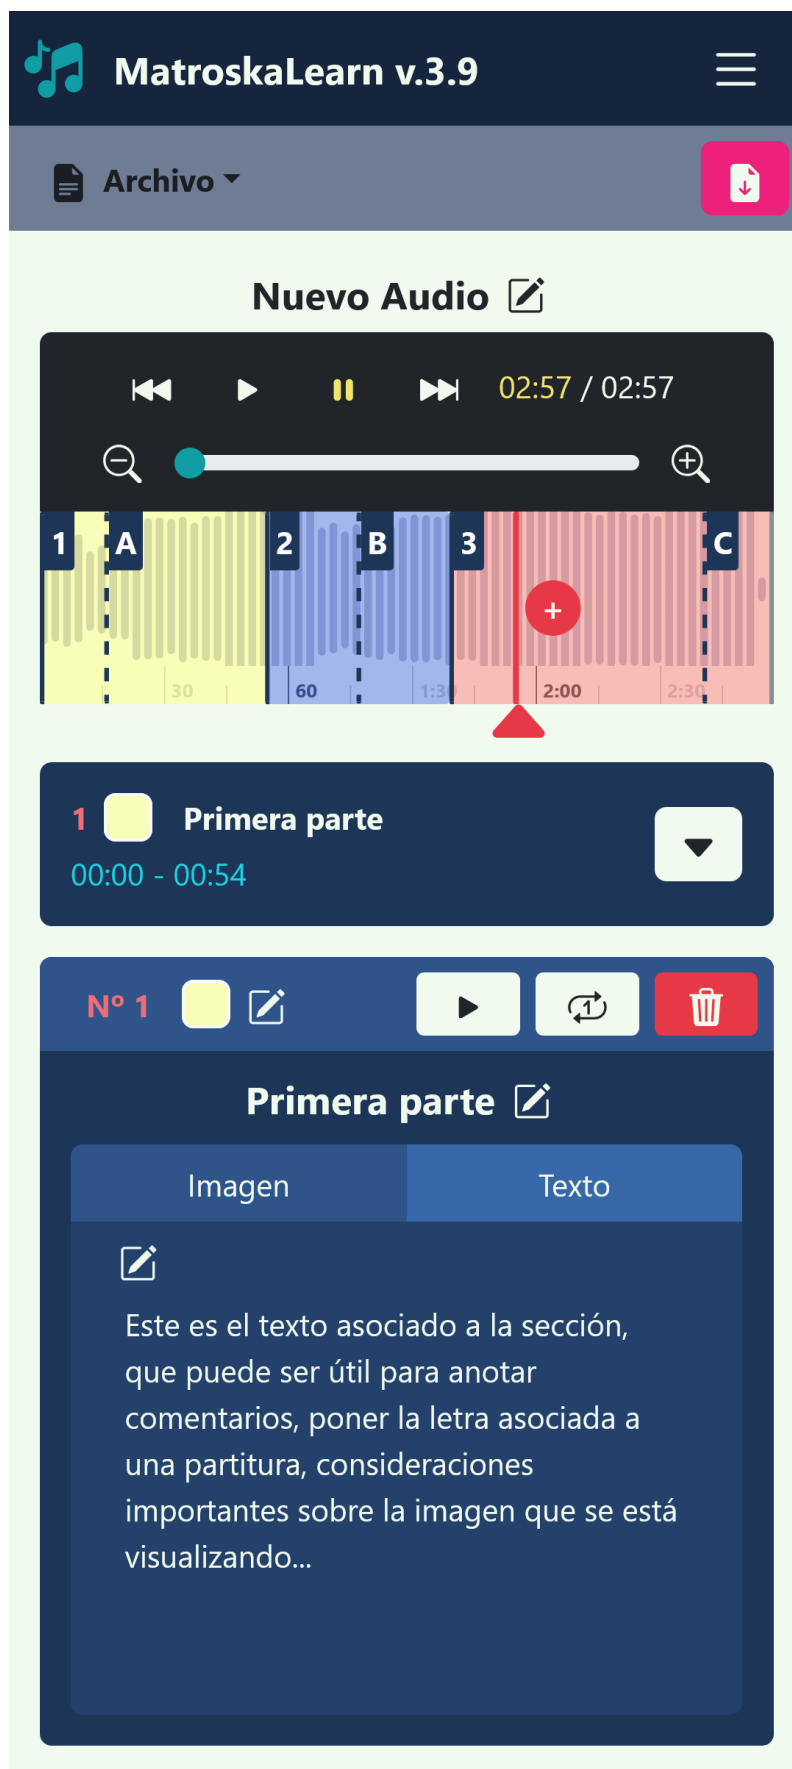 MatroskaLearn v.3.9
Archivo
Nuevo Audio
02:57 / 02:57
1 A 2 B 3 C
+
30 60 1:30 2:00 2:30
1 Primera parte
00:00 - 00:54
Nº 1
1
Primera parte
Imagen Texto
Este es el texto asociado a la sección,
que puede ser útil para anotar
comentarios, poner la letra asociada a
una partitura, consideraciones
importantes sobre la imagen que se está
visualizando...